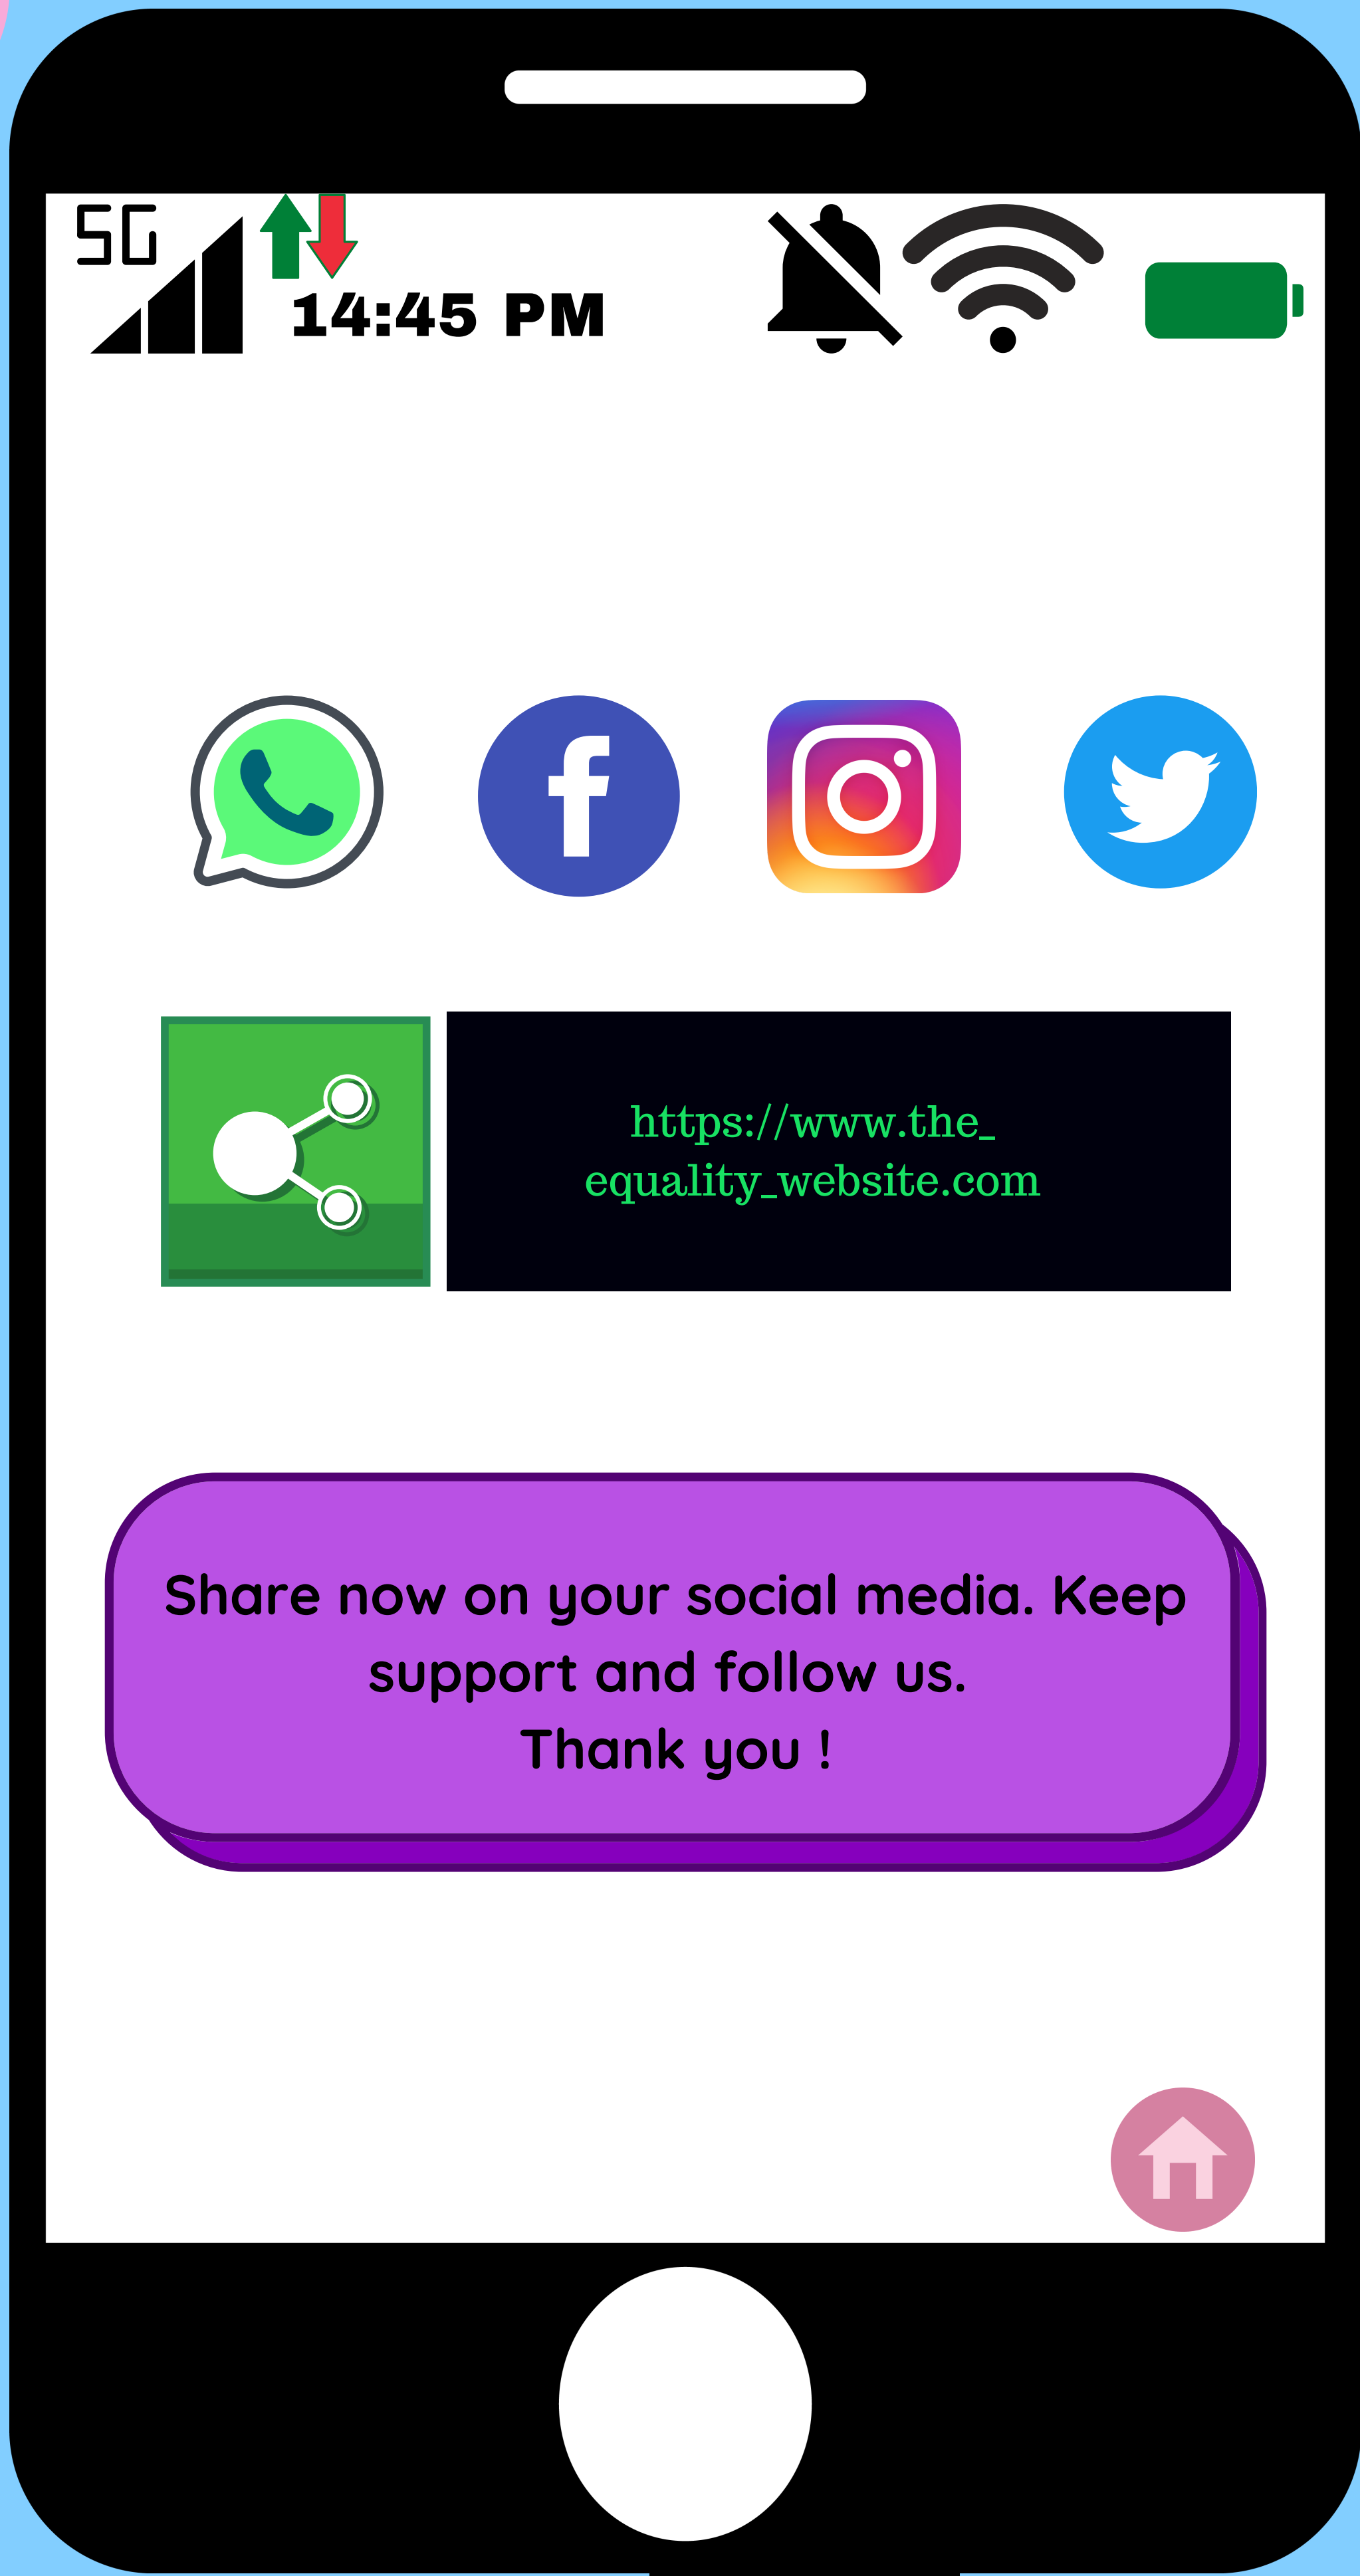 5G
14:45 PM
https://www.the_
equality_website.com
Share now on your social media. Keep
support and follow us.
Thank you !